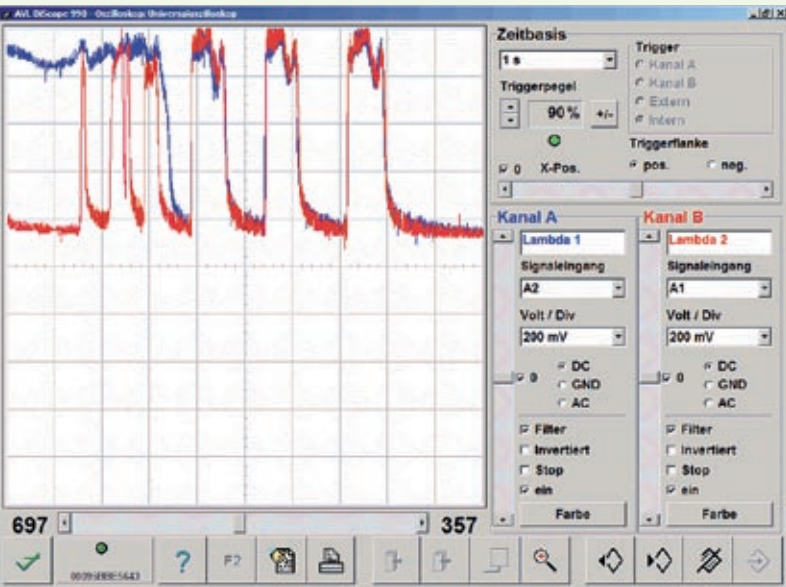 AVL DiScope 990 - Oszilloskop: Universaloszilloskop
Zeitbasis
1 s
Triggerpegel
90 %
+/-
0 X-Pos.
Trigger
Kanal A
Kanal B
Extern
Intern
Triggerflanke
pos. neg.
Kanal A
Lambda 1
Signaleingang
A2
Volt / Div
200 mV
0
DC
GND
AC
Filter
Invertiert
Stop
ein
Farbe
Kanal B
Lambda 2
Signaleingang
A1
Volt / Div
200 mV
0
DC
GND
AC
Filter
Invertiert
Stop
ein
Farbe
697 357
? F2